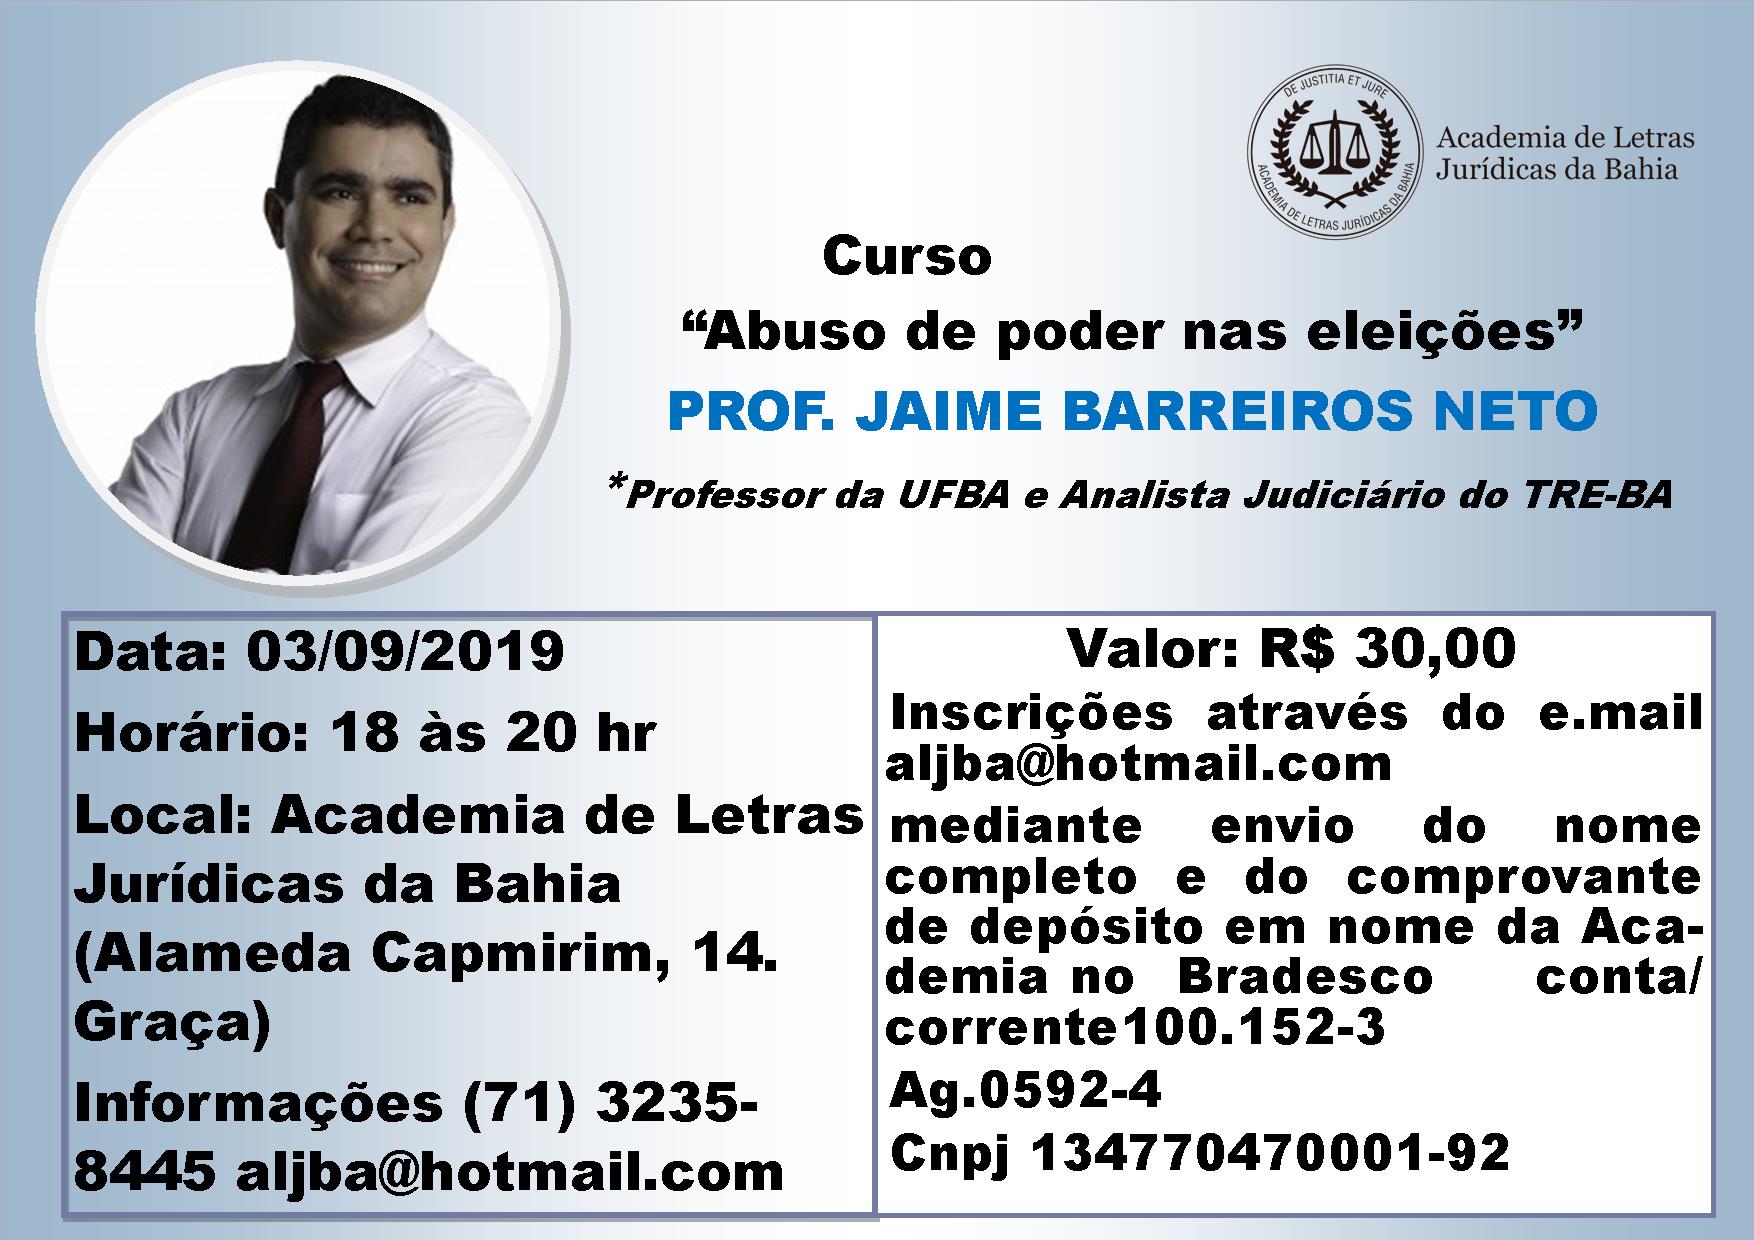 DE JUSTITIA ET JURE
ACADEMIA DE LETRAS JURÍDICAS DA BAHIA
Academia de Letras
Jurídicas da Bahia
Curso
“Abuso de poder nas eleições”
PROF. JAIME BARREIROS NETO
*Professor da UFBA e Analista Judiciário do TRE-BA
Data: 03/09/2019
Horário: 18 às 20 hr
Local: Academia de Letras
Jurídicas da Bahia
(Alameda Capmirim, 14.
Graça)
Informações (71) 3235-
8445 aljba@hotmail.com
Valor: R$ 30,00
Inscrições através do e.mail
aljba@hotmail.com
mediante envio do nome
completo e do comprovante
de depósito em nome da Aca-
demia no Bradesco conta/
corrente100.152-3
Ag.0592-4
Cnpj 134770470001-92